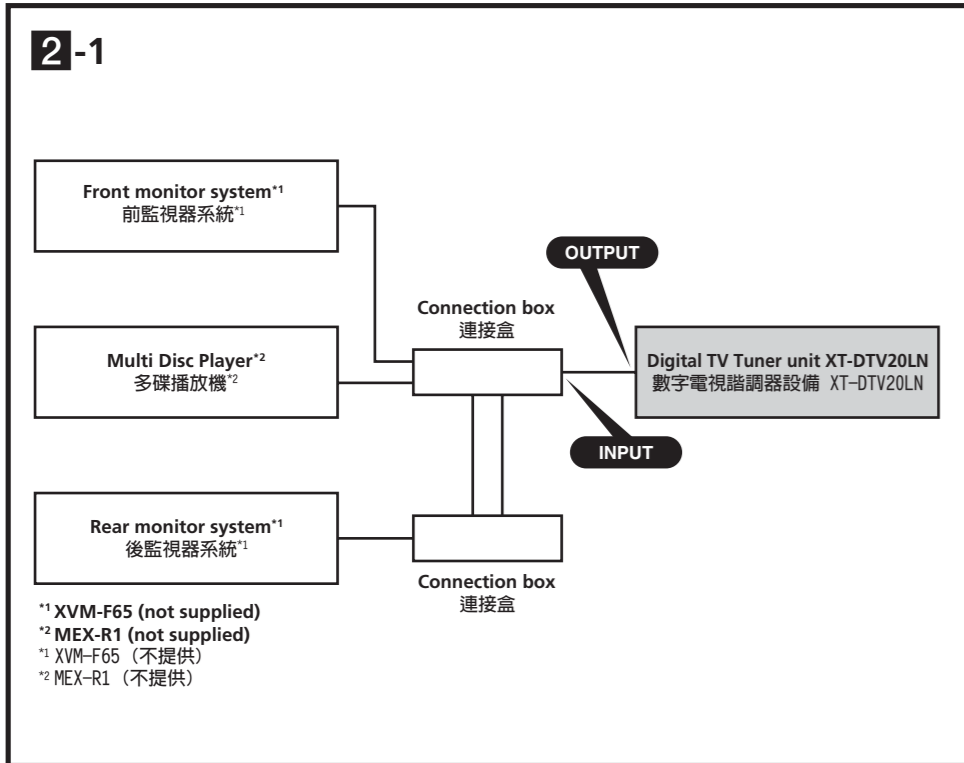 2-1
Front monitor system*1
前監視器系統*1
OUTPUT
Connection box
連接盒
Multi Disc Player*2
多碟播放機*2
Digital TV Tuner unit XT-DTV20LN
數字電視諧調器設備 XT-DTV20LN
INPUT
Rear monitor system*1
後監視器系統*1
Connection box
連接盒
*1 XVM-F65 (not supplied)
*2 MEX-R1 (not supplied)
*1 XVM-F65（不提供）
*2 MEX-R1（不提供）